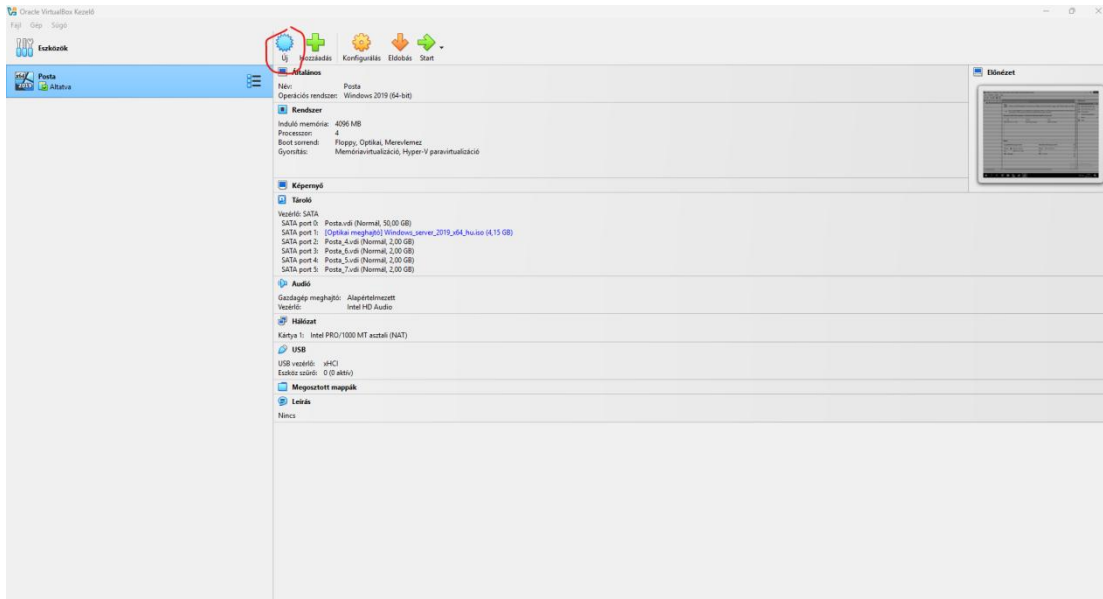 Oracle VirtualBox Kezelő
Fájl Gép Súgó
Eszközök
Új Hozzáadás Konfigurálás Eldobás Start
Posta
Altatva
Általános
Név: Posta
Operációs rendszer: Windows 2019 (64-bit)
Rendszer
Induló memória: 4096 MB
Processzor: 4
Boot sorrend: Floppy, Optikai, Merevlemez
Gyorsítás: Memóriavirtualizáció, Hyper-V paravirtualizáció
Előnézet
Képernyő
Tároló
Vezérlő: SATA
SATA port 0: Posta.vdi (Normál, 50,00 GB)
SATA port 1: [Optikai meghajtó] Windows_server_2019_x64_hu.iso (4,15 GB)
SATA port 2: Posta_4.vdi (Normál, 2,00 GB)
SATA port 3: Posta_6.vdi (Normál, 2,00 GB)
SATA port 4: Posta_5.vdi (Normál, 2,00 GB)
SATA port 5: Posta_7.vdi (Normál, 2,00 GB)
Audió
Gazdagép meghajtó: Alapértelmezett
Vezérlő: Intel HD Audio
Hálózat
Kártya 1: Intel PRO/1000 MT asztali (NAT)
USB
USB vezérlő: xHCI
Eszköz szűrő: 0 (0 aktív)
Megosztott mappák
Leírás
Nincs